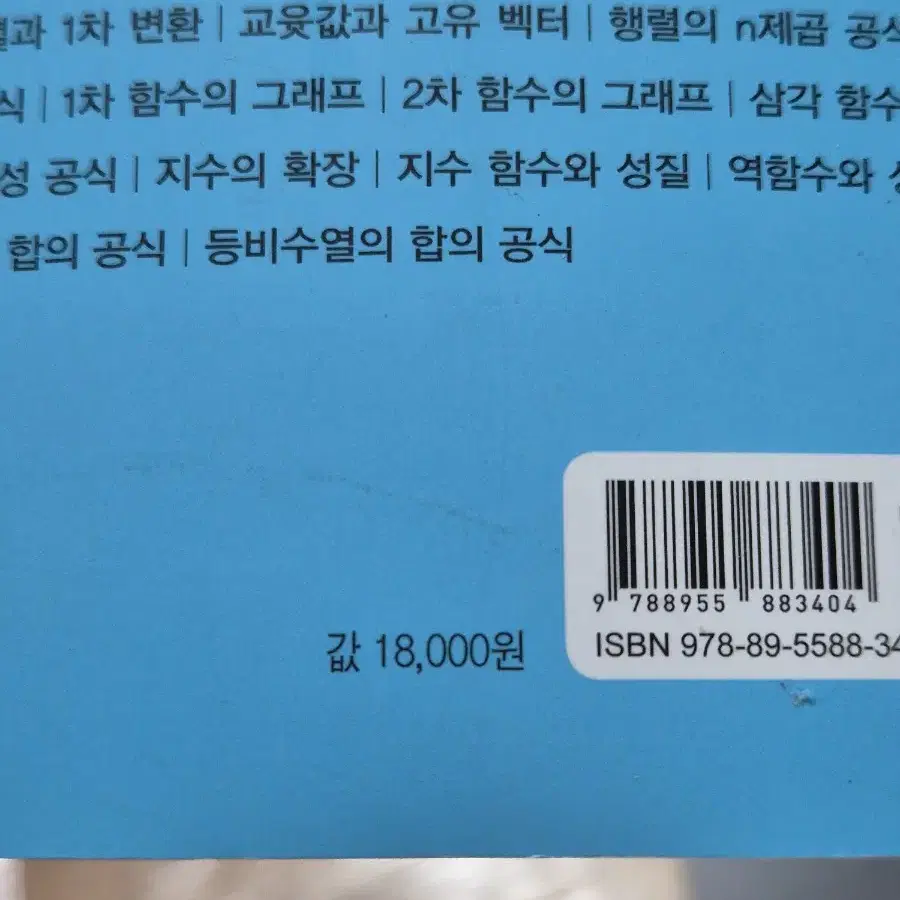 과 1차 변환 | 교윳값과 고유 벡터 | 행렬의 n제곱 공식
식 | 1차 함수의 그래프 | 2차 함수의 그래프 | 삼각 함수
성 공식 | 지수의 확장 | 지수 함수와 성질 | 역함수와
합의 공식 | 등비수열의 합의 공식
9 788955 883404
값 18,000원
ISBN 978-89-5588-34